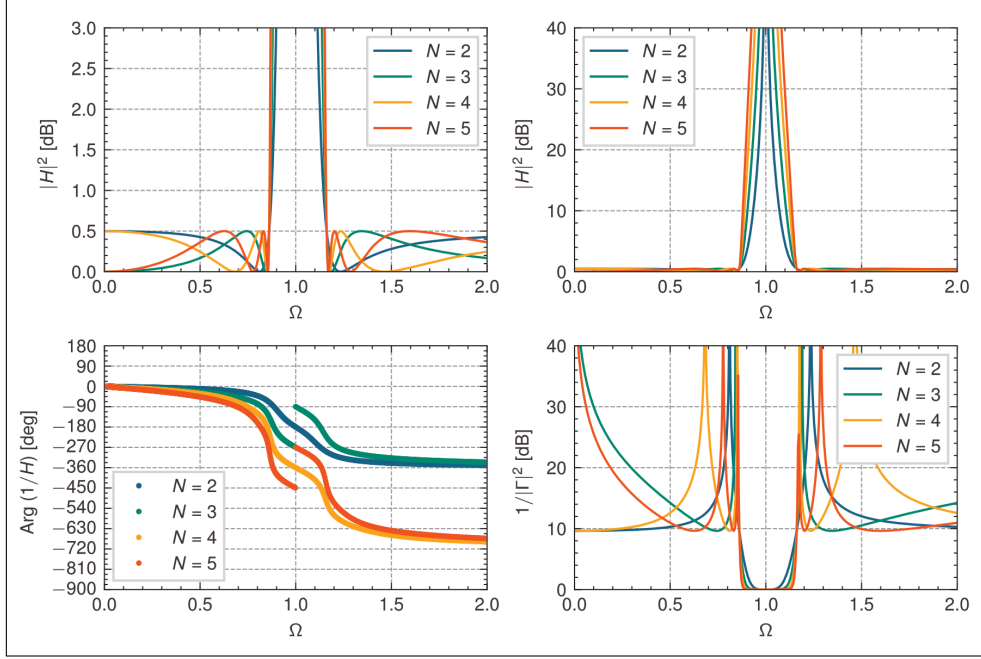 3.0
2.5
2.0
1.5
1.0
0.5
0.0
|H|² [dB]
N = 2
N = 3
N = 4
N = 5
0.0 0.5 1.0 1.5 2.0
Ω
40
30
20
10
0
|H|² [dB]
N = 2
N = 3
N = 4
N = 5
0.0 0.5 1.0 1.5 2.0
Ω
180
90
0
−90
−180
−270
−360
−450
−540
−630
−720
−810
−900
Arg (1/H) [deg]
N = 2
N = 3
N = 4
N = 5
0.0 0.5 1.0 1.5 2.0
Ω
40
30
20
10
0
1/|Γ|² [dB]
N = 2
N = 3
N = 4
N = 5
0.0 0.5 1.0 1.5 2.0
Ω